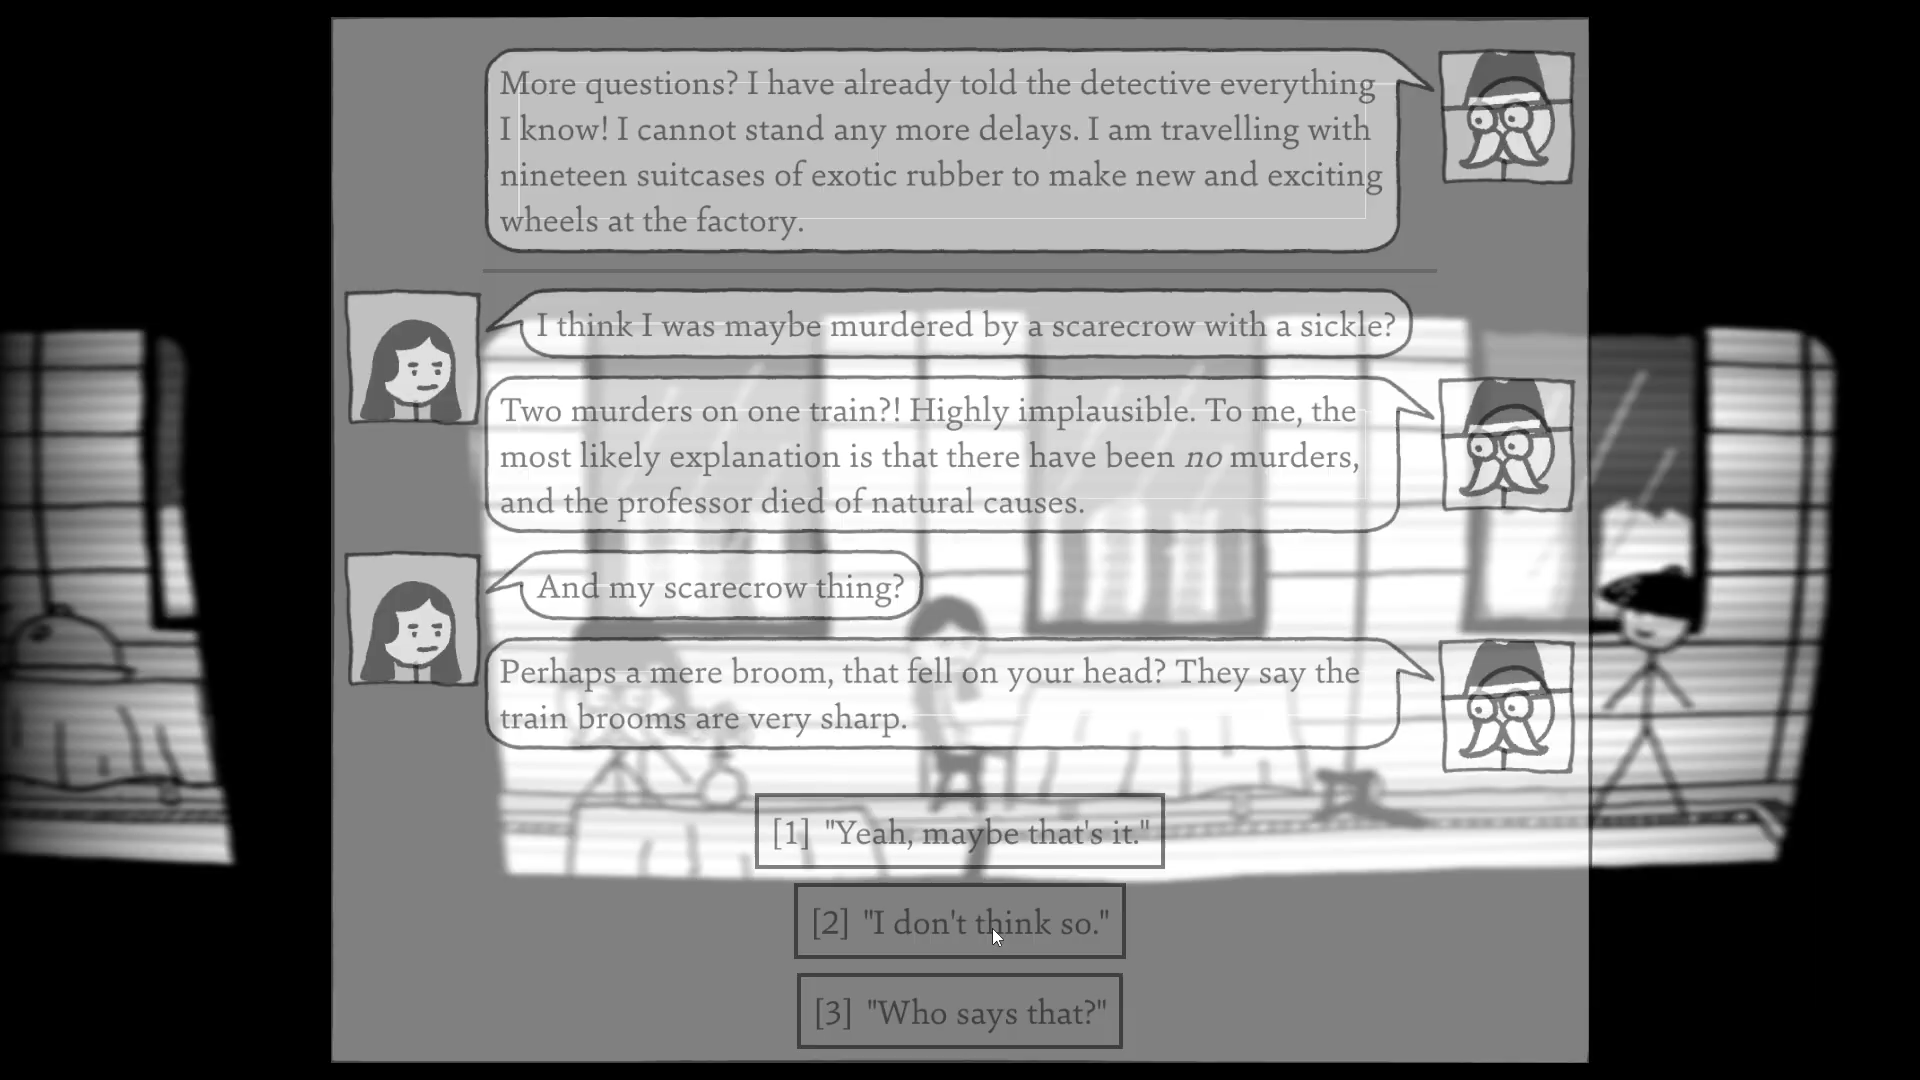 More questions? I have already told the detective everything
I know! I cannot stand any more delays. I am travelling with
nineteen suitcases of exotic rubber to make new and exciting
wheels at the factory.
I think I was maybe murdered by a scarecrow with a sickle?
Two murders on one train?! Highly implausible. To me, the
most likely explanation is that there have been no murders,
and the professor died of natural causes.
And my scarecrow thing?
Perhaps a mere broom, that fell on your head? They say the
train brooms are very sharp.
[1] "Yeah, maybe that's it."
[2] "I don't think so."
[3] "Who says that?"